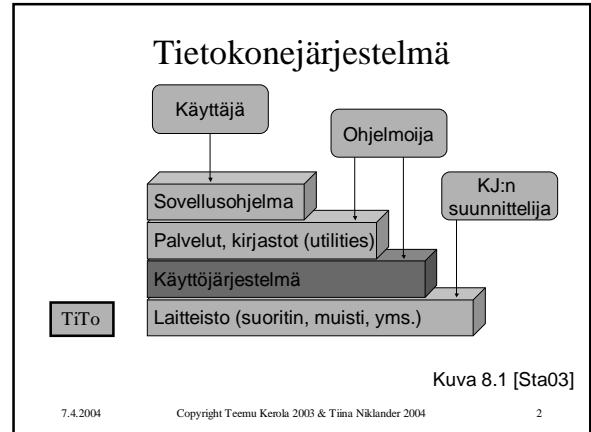 Tietokonejärjestelmä
Käyttäjä
Ohjelmoija
KJ:n
suunnittelija
Sovellusohjelma
Palvelut, kirjastot (utilities)
Käyttöjärjestelmä
TiTo
Laitteisto (suoritin, muisti, yms.)
Kuva 8.1 [Sta03]
7.4.2004 Copyright Teemu Kerola 2003 & Tiina Niklander 2004 2